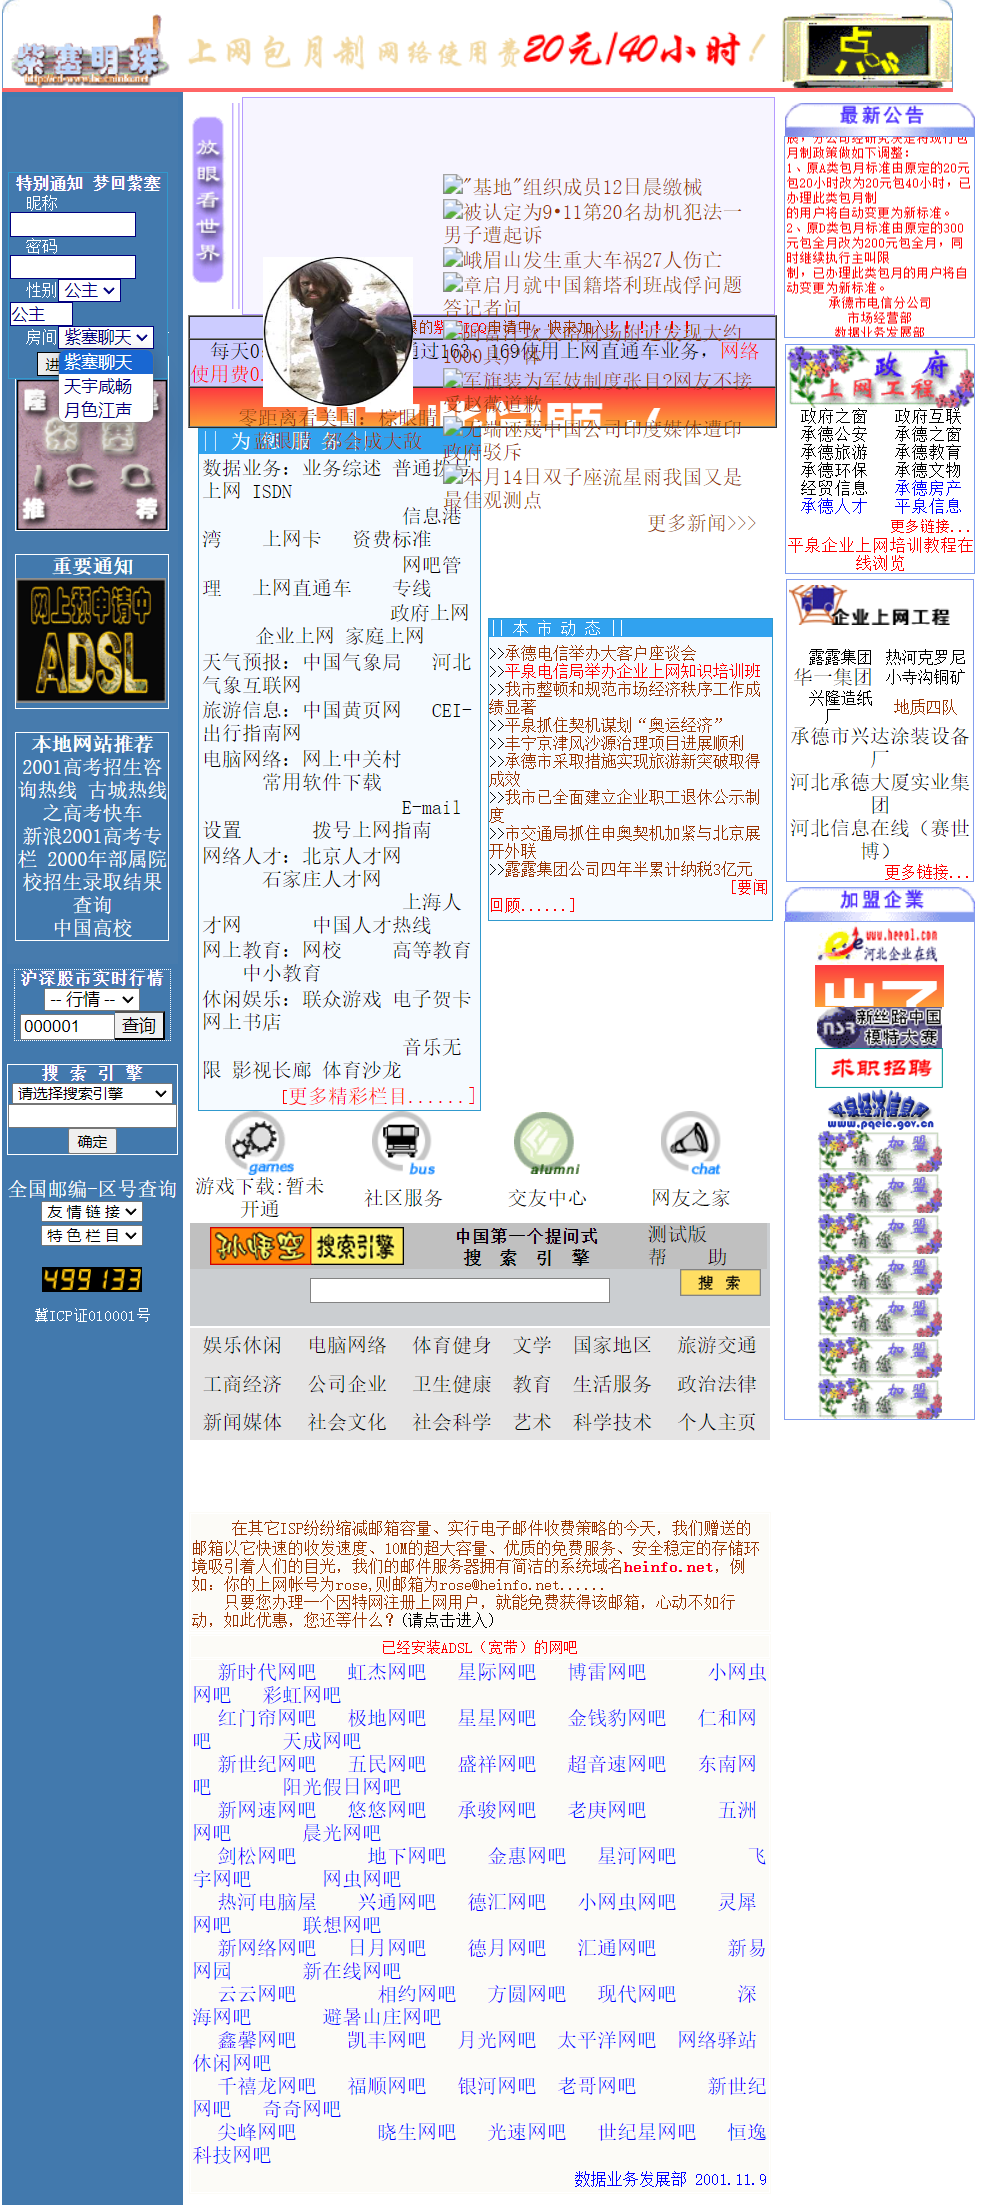 紫塞明珠
上网包月制 网络使用费20元/40小时！
点
特别通知 梦回紫塞
昵称
密码
性别 公主
公主
房间 紫塞聊天
进
紫塞聊天
天宇咸畅
月色江声
ICO
推 荐
重要通知
网上预申请中
ADSL
本地网站推荐
2001高考招生咨
询热线 古城热线
之高考快车
新浪2001高考专
栏 2000年部属院
校招生录取结果
查询
中国高校
沪深股市实时行情
-- 行情 --
000001 查询
搜 索 引 擎
请选择搜索引擎
确定
全国邮编-区号查询
友 情 链 接
特 色 栏 目
499133
冀ICP证010001号
放眼看世界
"基地"组织成员12日晨缴械
被认定为9•11第20名劫机犯法一
男子遭起诉
峨眉山发生重大车祸27人伤亡
章启月就中国籍塔利班战俘问题
答记者问
军旗装为军妓制度张目?网友不接
受赵薇道歉
无端诬蔑中国公司印度媒体遭印
政府驳斥
本月14日双子座流星雨我国又是
最佳观测点
更多新闻>>>
零距离看美国：棕眼睛
蓝眼睛 都会成大敌
每天0
通过163、169使用上网直通车业务，网络
使用费0.
|| 为 您 服 务 ||
数据业务: 业务综述 普通拨号
上网 ISDN
信息港
湾 上网卡 资费标准
网吧管
理 上网直通车 专线
政府上网
企业上网 家庭上网
天气预报: 中国气象局 河北
气象互联网
旅游信息: 中国黄页网 CEI-
出行指南网
电脑网络: 网上中关村
常用软件下载
E-mail
设置 拨号上网指南
网络人才: 北京人才网
石家庄人才网
上海人
才网 中国人才热线
网上教育: 网校 高等教育
中小教育
休闲娱乐: 联众游戏 电子贺卡
网上书店
音乐无
限 影视长廊 体育沙龙
[更多精彩栏目......]
|| 本 市 动 态 ||
>>承德电信举办大客户座谈会
>>平泉电信局举办企业上网知识培训班
>>我市整顿和规范市场经济秩序工作成
绩显著
>>平泉抓住契机谋划“奥运经济”
>>丰宁京津风沙源治理项目进展顺利
>>承德市采取措施实现旅游新突破取得
成效
>>我市已全面建立企业职工退休公示制
度
>>市交通局抓住申奥契机加紧与北京展
开外联
>>露露集团公司四年半累计纳税3亿元
[要闻
回顾......]
games
bus
alumni
chat
游戏下载:暂未
开通
社区服务
交友中心
网友之家
孙悟空 搜索引擎
中国第一个提问式
搜 索 引 擎
测试版
帮 助
搜 索
娱乐休闲 电脑网络 体育健身 文学 国家地区 旅游交通
工商经济 公司企业 卫生健康 教育 生活服务 政治法律
新闻媒体 社会文化 社会科学 艺术 科学技术 个人主页
在其它ISP纷纷缩减邮箱容量、实行电子邮件收费策略的今天，我们赠送的
邮箱以它快速的收发速度、10M的超大容量、优质的免费服务、安全稳定的存储环
境吸引着人们的目光，我们的邮件服务器拥有简洁的系统域名heinfo.net，例
如：你的上网帐号为rose,则邮箱为rose@heinfo.net......
只要您办理一个因特网注册上网用户，就能免费获得该邮箱，心动不如行
动，如此优惠，您还等什么？(请点击进入)
已经安装ADSL（宽带）的网吧
新时代网吧 虹杰网吧 星际网吧 博雷网吧 小网虫
网吧 彩虹网吧
红门帘网吧 极地网吧 星星网吧 金钱豹网吧 仁和网
吧 天成网吧
新世纪网吧 五民网吧 盛祥网吧 超音速网吧 东南网
吧 阳光假日网吧
新网速网吧 悠悠网吧 承骏网吧 老庚网吧 五洲
网吧 晨光网吧
剑松网吧 地下网吧 金惠网吧 星河网吧 飞
宇网吧 网虫网吧
热河电脑屋 兴通网吧 德汇网吧 小网虫网吧 灵犀
网吧 联想网吧
新网络网吧 日月网吧 德月网吧 汇通网吧 新易
网园 新在线网吧
云云网吧 相约网吧 方圆网吧 现代网吧 深
海网吧 避暑山庄网吧
鑫馨网吧 凯丰网吧 月光网吧 太平洋网吧 网络驿站
休闲网吧
千禧龙网吧 福顺网吧 银河网吧 老哥网吧 新世纪
网吧 奇奇网吧
尖峰网吧 晓生网吧 光速网吧 世纪星网吧 恒逸
科技网吧
数据业务发展部 2001.11.9
最新公告
展，分公司经研究决定将现行包
月制政策做如下调整：
1、原A类包月标准由原定的20元
包20小时改为20元包40小时，已
办理此类包月制
的用户将自动变更为新标准。
2、原D类包月标准由原定的300
元包全月改为200元包全月，同
时继续执行主叫限
制，已办理此类包月的用户将自
动变更为新标准。
承德市电信分公司
市场经营部
数据业务发展部
政府
上网工程
政府之窗 政府互联
承德公安 承德之窗
承德旅游 承德教育
承德环保 承德文物
经贸信息 承德房产
承德人才 平泉信息
更多链接...
平泉企业上网培训教程在
线浏览
企业上网工程
露露集团 热河克罗尼
华一集团 小寺沟铜矿
兴隆造纸
厂 地质四队
承德市兴达涂装设备
厂
河北承德大厦实业集
团
河北信息在线（赛世
博）
更多链接...
加盟企業
www.heeol.com
河北企业在线
NSR 新丝路中国
模特大赛
求职招聘
平泉经济信息网
www.pqeic.gov.cn
加盟
请您
加盟
请您
加盟
请您
加盟
请您
加盟
请您
加盟
请您
加盟
请您